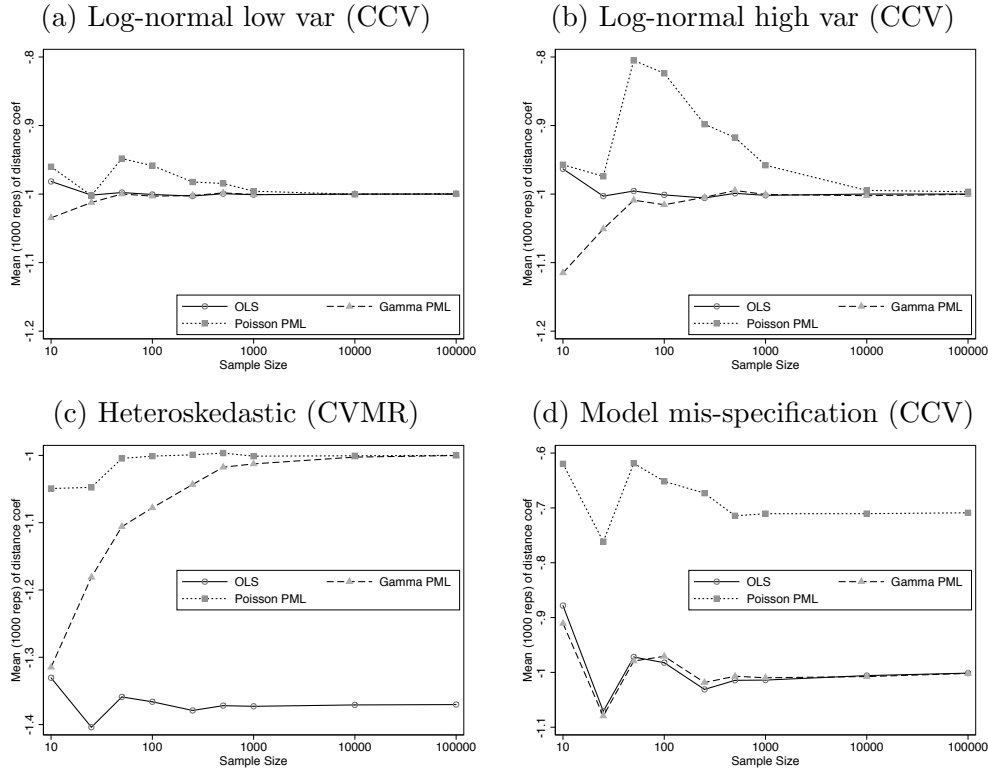 (a) Log-normal low var (CCV)
Mean (1000 reps) of distance coef
-.8
-.9
-1
-1.1
-1.2
OLS
Gamma PML
Poisson PML
10
100
1000
10000
100000
Sample Size
(b) Log-normal high var (CCV)
Mean (1000 reps) of distance coef
-.8
-.9
-1
-1.1
-1.2
OLS
Gamma PML
Poisson PML
10
100
1000
10000
100000
Sample Size
(c) Heteroskedastic (CVMR)
Mean (1000 reps) of distance coef
-1
-1.1
-1.2
-1.3
-1.4
OLS
Gamma PML
Poisson PML
10
100
1000
10000
100000
Sample Size
(d) Model mis-specification (CCV)
Mean (1000 reps) of distance coef
-.6
-.7
-.8
-.9
-1
-1.1
OLS
Gamma PML
Poisson PML
10
100
1000
10000
100000
Sample Size